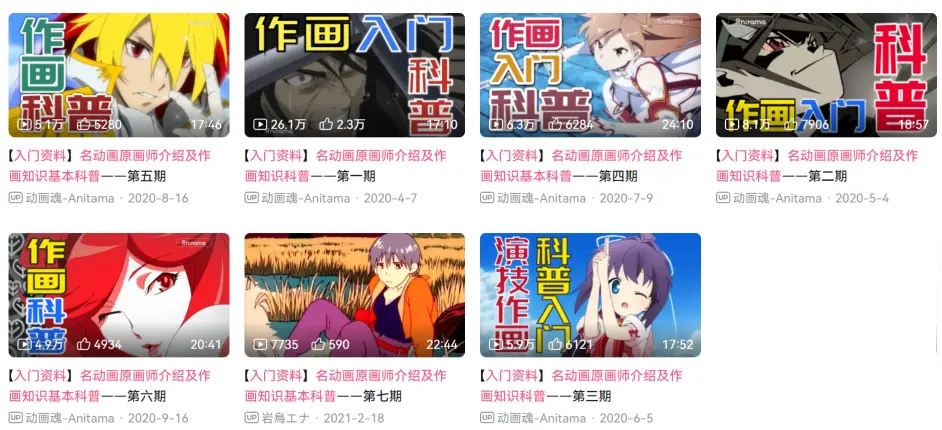 作画科普
5.1万 5280 17:46
【入门资料】名动画原画师介绍及作
画知识基本科普——第五期
UP 动画魂-Anitama · 2020-8-16
作画入门科普
Anitama
26.1万 2.3万 17:10
【入门资料】名动画原画师介绍及作
画知识科普——第一期
UP 动画魂-Anitama · 2020-4-7
作画入门科普
Anitama
6.3万 6284 24:10
【入门资料】名动画原画师介绍及作
画知识基本科普——第四期
UP 动画魂-Anitama · 2020-7-9
Anitama
作画入门科普
8.1万 7906 18:57
【入门资料】名动画原画师介绍及作
画知识科普——第二期
UP 动画魂-Anitama · 2020-5-4
作画科普
Anitama
4.9万 4934 20:41
【入门资料】名动画原画师介绍及作
画知识基本科普——第六期
UP 动画魂-Anitama · 2020-9-16
7735 590 22:44
【入门资料】名动画原画师介绍及作
画知识基本科普——第七期
UP 岩鳥エナ · 2021-2-18
演技作画
科普入门
5.9万 6121 17:52
【入门资料】名动画原画师介绍及作
画知识基本科普——第三期
UP 动画魂-Anitama · 2020-6-5